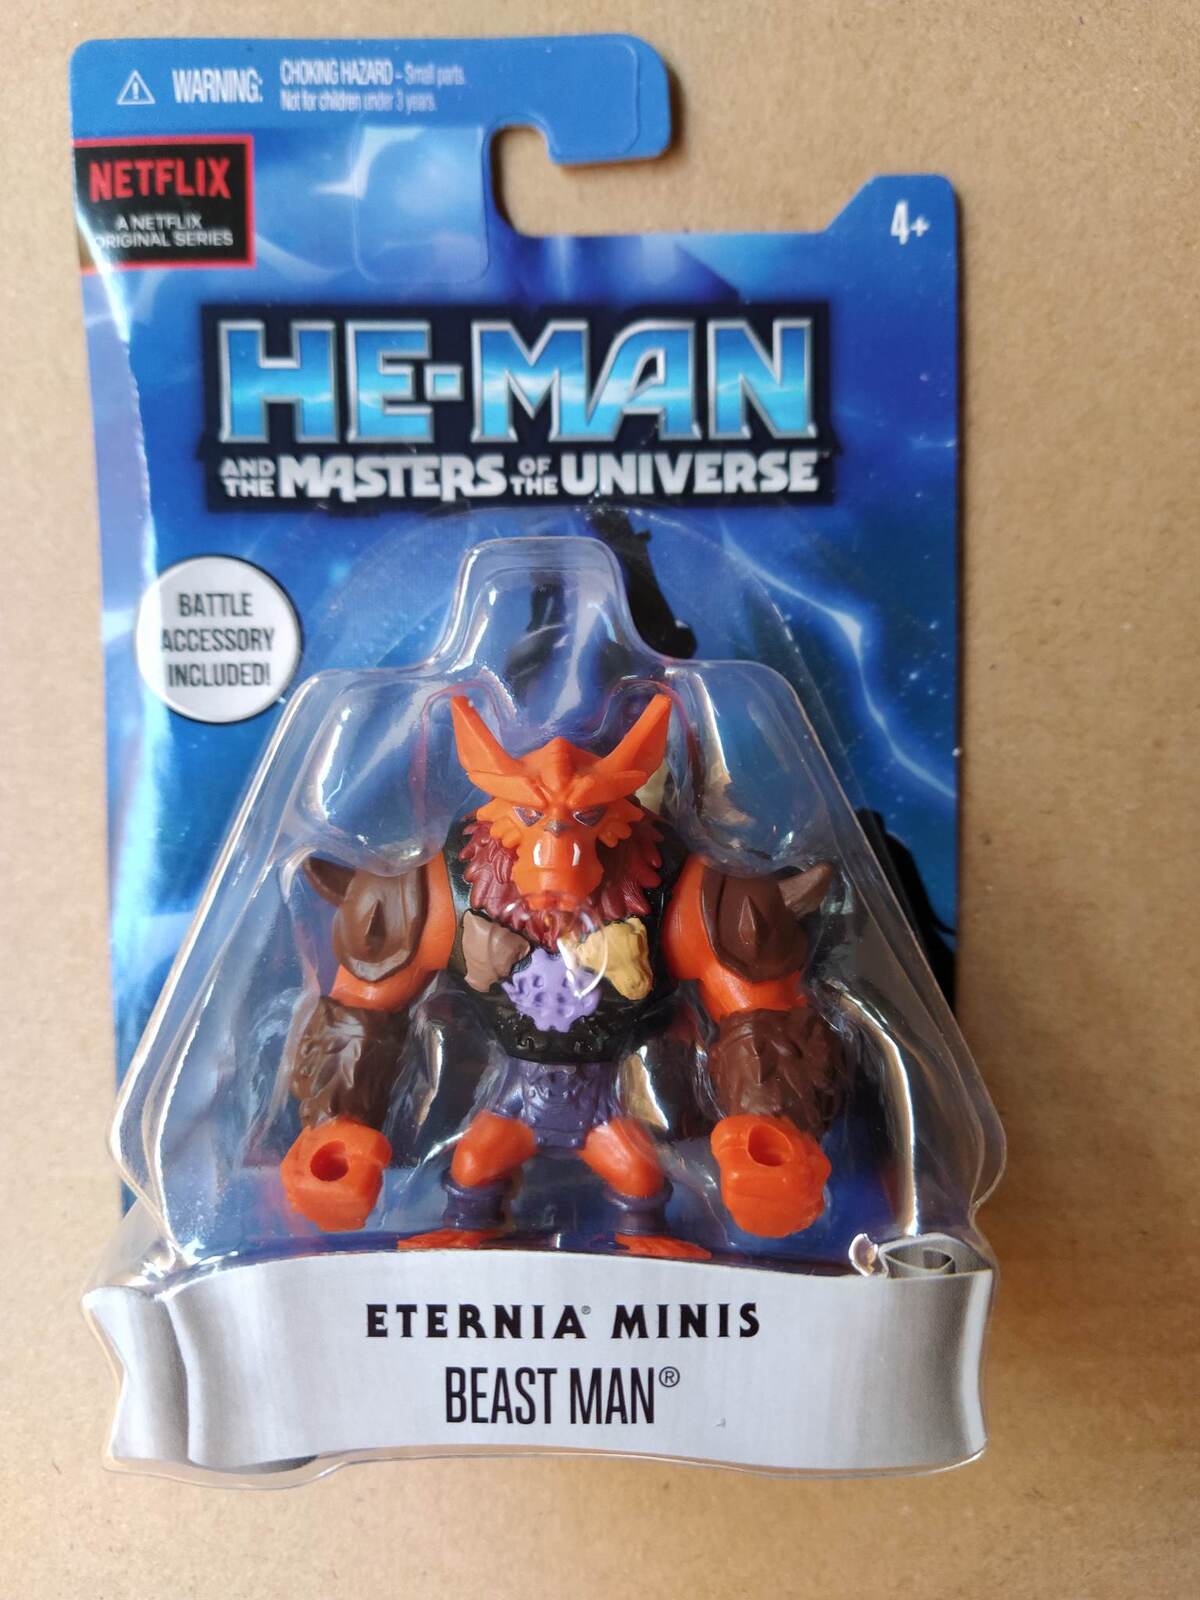 ⚠ WARNING: CHOKING HAZARD - Small parts.
Not for children under 3 years.
NETFLIX
A NETFLIX
ORIGINAL SERIES
4+
HE-MAN
AND THE MASTERS OF THE UNIVERSE™
BATTLE
ACCESSORY
INCLUDED!
ETERNIA® MINIS
BEAST MAN®